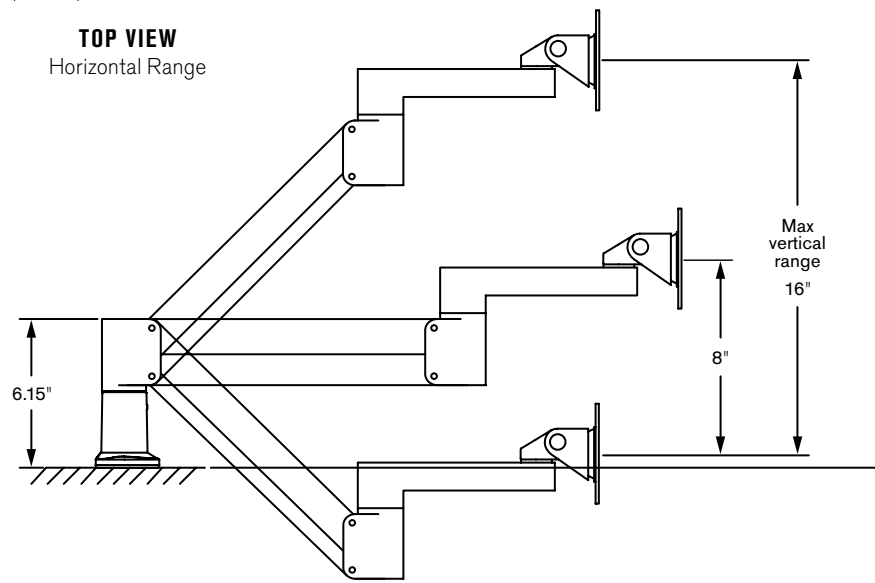 TOP VIEW
Horizontal Range
Max
vertical
range
16"
8"
6.15"